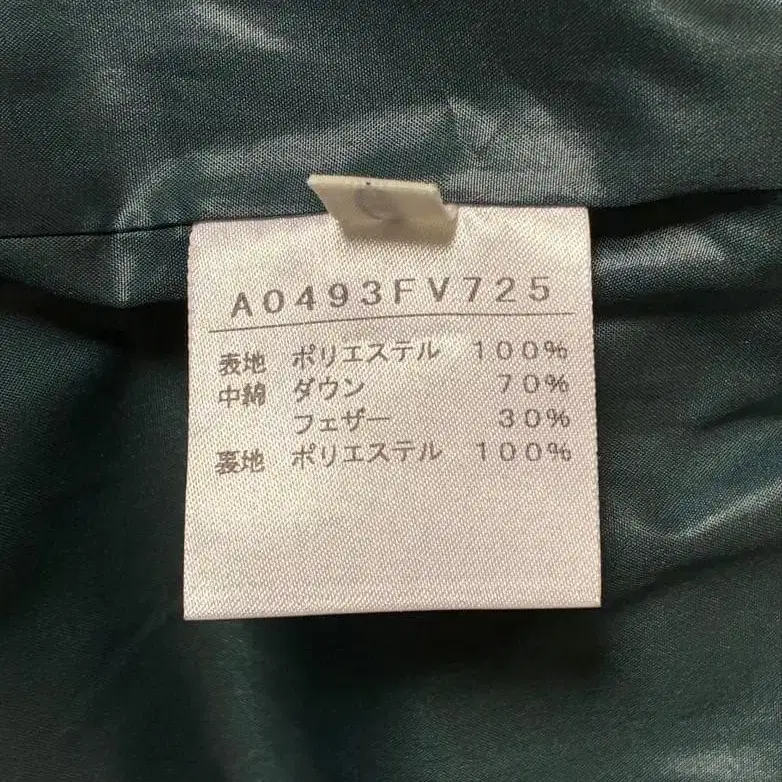 A0493FV725
表地 ポリエステル 100%
中綿 ダウン 70%
フェザー 30%
裏地 ポリエステル 100%